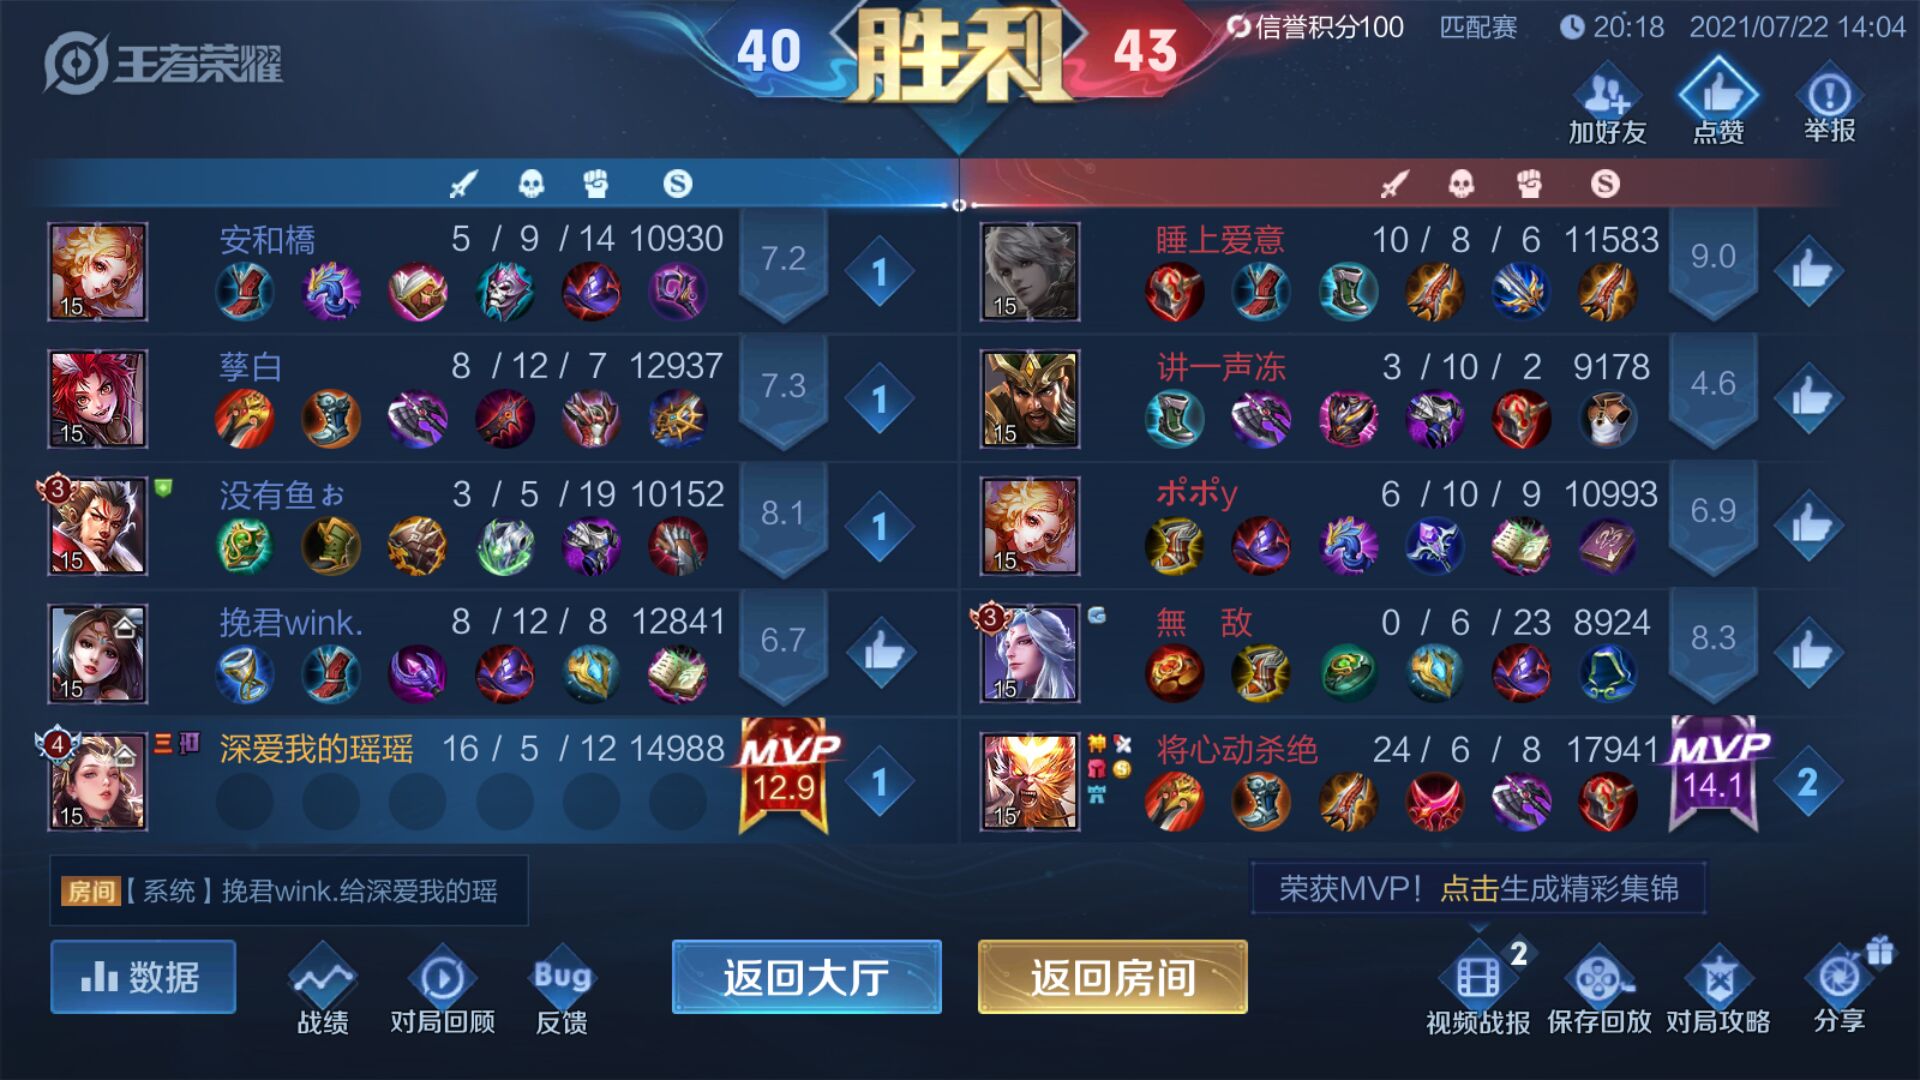 王者荣耀
40 胜利 43
信誉积分100 匹配赛 20:18 2021/07/22 14:04
加好友 点赞 举报
15 安和橋 5 / 9 / 14 10930 7.2 1
15 睡上爱意 10 / 8 / 6 11583 9.0
15 孳白 8 / 12 / 7 12937 7.3 1
15 讲一声冻 3 / 10 / 2 9178 4.6
3 15 没有鱼ぉ 3 / 5 / 19 10152 8.1 1
15 ポポy 6 / 10 / 9 10993 6.9
15 挽君wink. 8 / 12 / 8 12841 6.7
3 15 無 敌 0 / 6 / 23 8924 8.3
4 15 三 深爱我的瑶瑶 16 / 5 / 12 14988 MVP 12.9 1
15 神 将心动杀绝 24 / 6 / 8 17941 MVP 14.1 2
房间【 系统 】挽君wink.给深爱我的瑶
荣获MVP！点击生成精彩集锦
数据 战绩 对局回顾 Bug 反馈 返回大厅 返回房间 2 视频战报 保存回放 对局攻略 分享